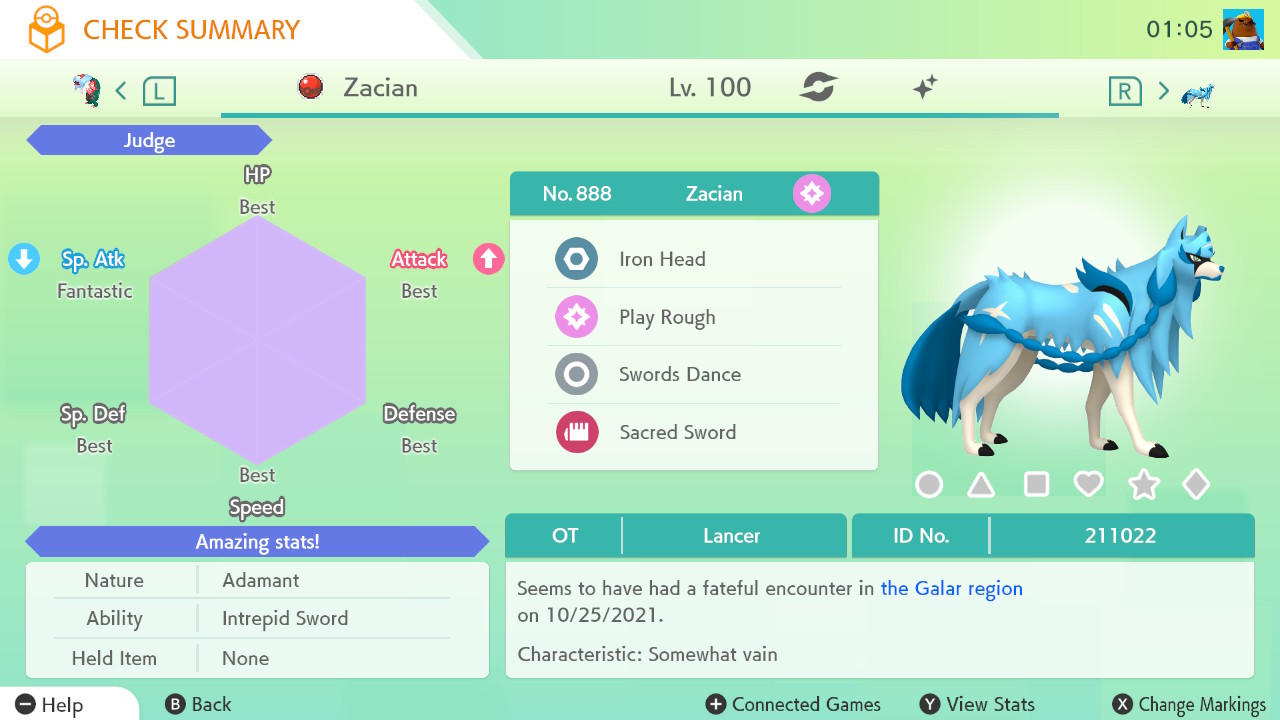 CHECK SUMMARY
01:05
L
Zacian
Lv. 100
R
Judge
HP
Best
Sp. Atk
Fantastic
Attack
Best
Sp. Def
Best
Defense
Best
Best
Speed
Amazing stats!
Nature Adamant
Ability Intrepid Sword
Held Item None
No. 888 Zacian
Iron Head
Play Rough
Swords Dance
Sacred Sword
OT Lancer
ID No. 211022
Seems to have had a fateful encounter in the Galar region
on 10/25/2021.
Characteristic: Somewhat vain
Help
B Back
Connected Games
Y View Stats
X Change Markings